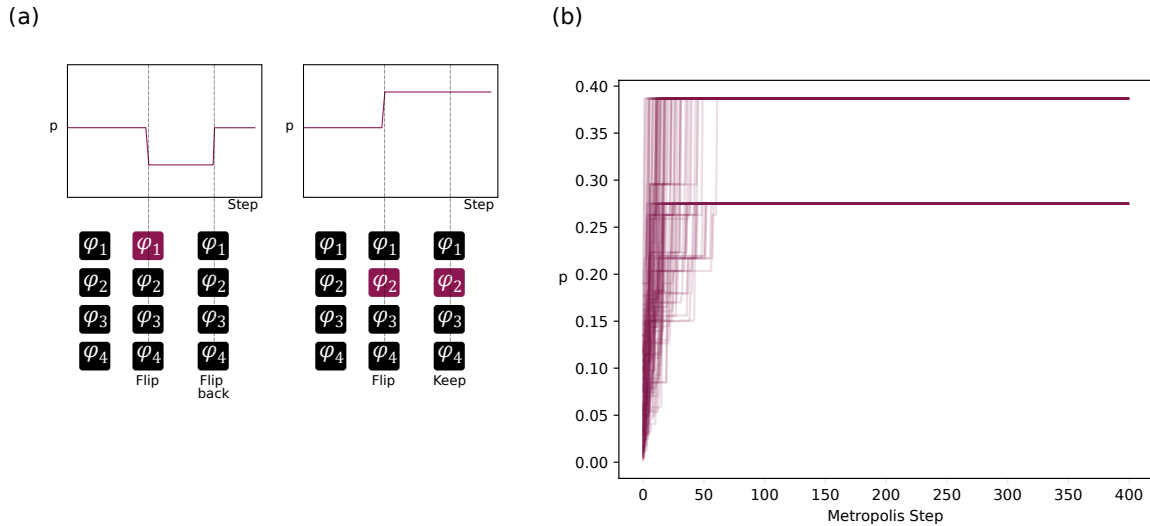 (a)
p
Step
p
Step
φ1 φ1 φ1
φ2 φ2 φ2
φ3 φ3 φ3
φ4 φ4 φ4
Flip
Flip
back
φ1 φ1 φ1
φ2 φ2 φ2
φ3 φ3 φ3
φ4 φ4 φ4
Flip
Keep
(b)
0.40
0.35
0.30
0.25
0.20
0.15
0.10
0.05
0.00
p
0 50 100 150 200 250 300 350 400
Metropolis Step